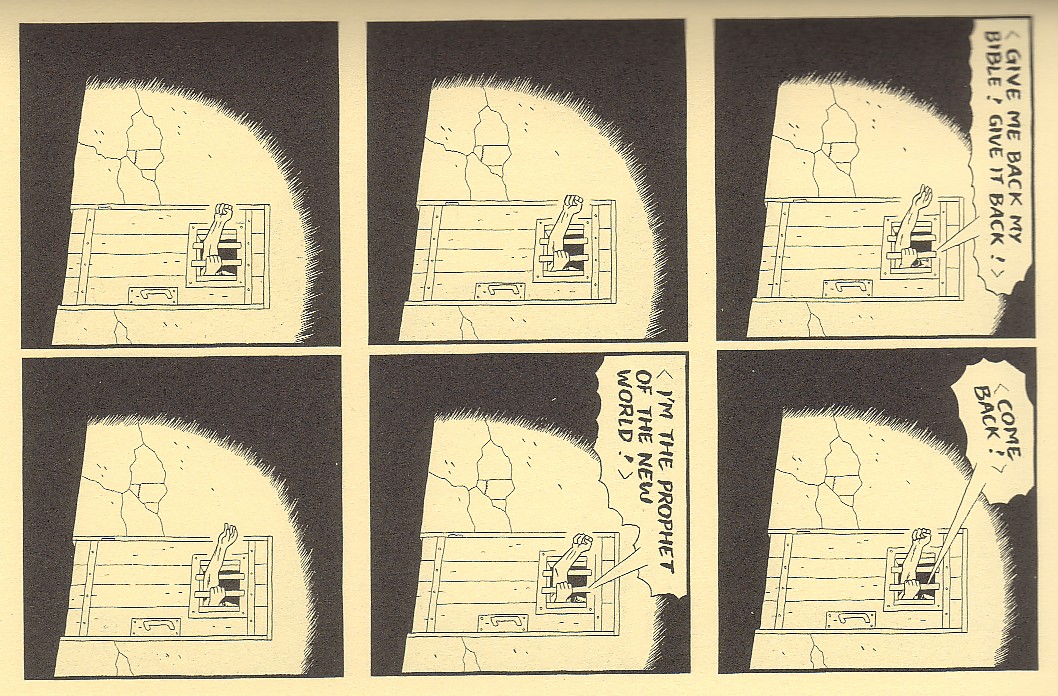 < GIVE ME BACK MY
BIBLE! GIVE IT BACK! >
< COME
BACK! >
< I'M THE PROPHET
OF THE NEW
WORLD! >